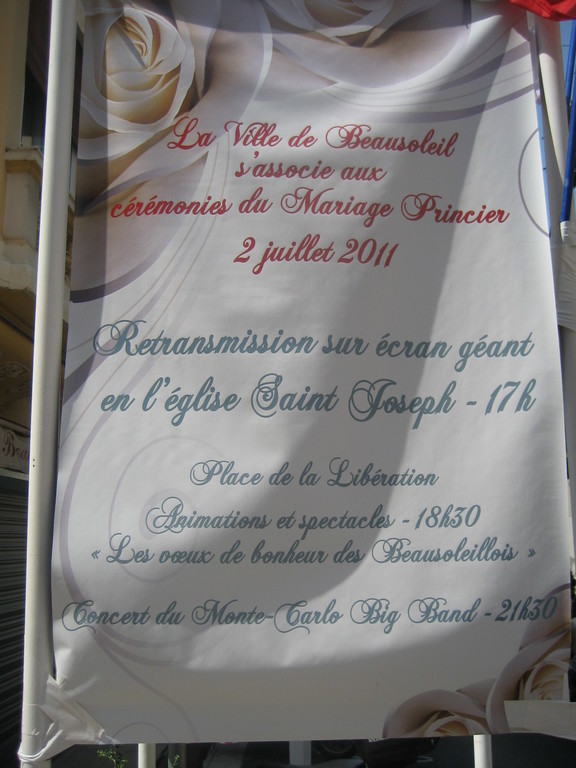 La Ville de Beausoleil
s'associe aux
cérémonies du Mariage Princier
2 juillet 2011
Retransmission sur écran géant
en l'église Saint Joseph - 17h
Place de la Libération
Animations et spectacles - 18h30
« Les vœux de bonheur des Beausoleillois »
Concert du Monte-Carlo Big Band - 21h30